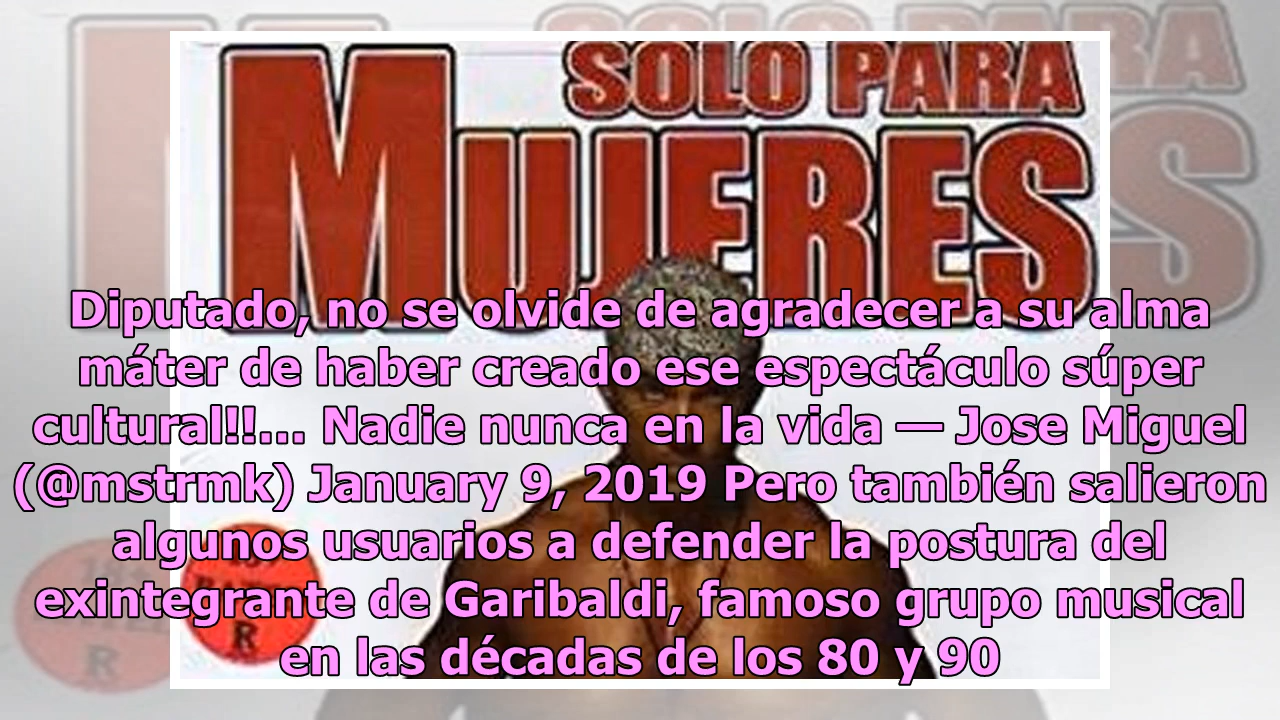 SOLO PARA
MUJERES
Diputado, no se olvide de agradecer a su alma
máter de haber creado ese espectáculo súper
cultural!!... Nadie nunca en la vida — Jose Miguel
(@mstrmk) January 9, 2019 Pero también salieron
algunos usuarios a defender la postura del
exintegrante de Garibaldi, famoso grupo musical
en las décadas de los 80 y 90
R